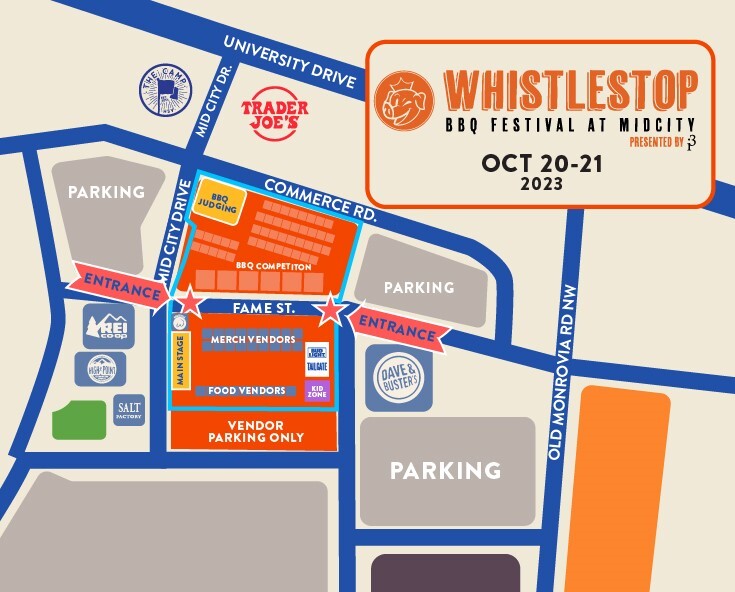 UNIVERSITY DRIVE
WHISTLESTOP
BBQ FESTIVAL AT MIDCITY
PRESENTED BY i3
OCT 20-21
2023
THE CAMP
MID CITY DR.
TRADER
JOE'S
COMMERCE RD.
PARKING
MID CITY DRIVE
BBQ
JUDGING
BBQ COMPETITON
PARKING
ENTRANCE
FAME ST.
ENTRANCE
REI
CO-OP
MAIN STAGE
MERCH VENDORS
BUD
LIGHT
TAILGATE
HIGH POINT
DAVE &
BUSTER'S
OLD MONROVIA RD NW
FOOD VENDORS
KID
ZONE
SALT
FACTORY
VENDOR
PARKING ONLY
PARKING